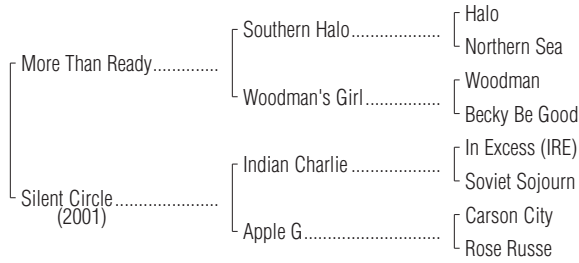 Halo
Southern Halo
Northern Sea
More Than Ready
Woodman
Woodman's Girl
Becky Be Good
In Excess (IRE)
Indian Charlie
Soviet Sojourn
Silent Circle
(2001)
Carson City
Apple G
Rose Russe